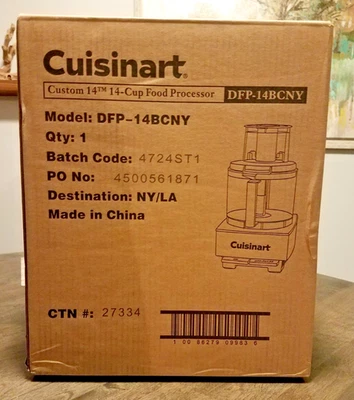 Cuisinart®
Custom 14™ 14-Cup Food Processor DFP-14BCNY
Model: DFP-14BCNY
Qty: 1
Batch Code: 4724ST1
PO No: 4500561871
Destination: NY/LA
Made in China
Cuisinart
CTN #: 27334